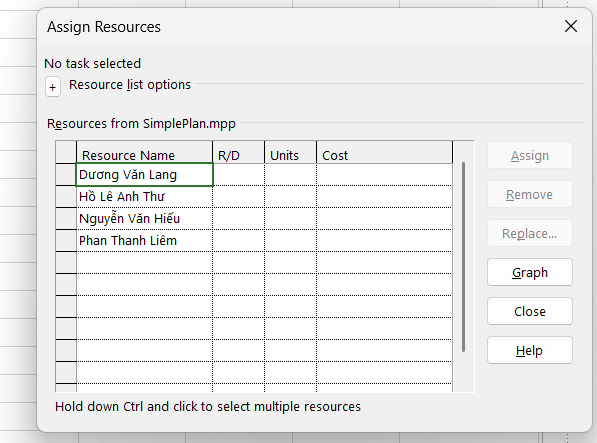 Assign Resources
No task selected
+ Resource list options
Resources from SimplePlan.mpp
Resource Name R/D Units Cost
Dương Văn Lang
Hồ Lê Anh Thư
Nguyễn Văn Hiếu
Phan Thanh Liêm
Assign
Remove
Replace...
Graph
Close
Help
Hold down Ctrl and click to select multiple resources